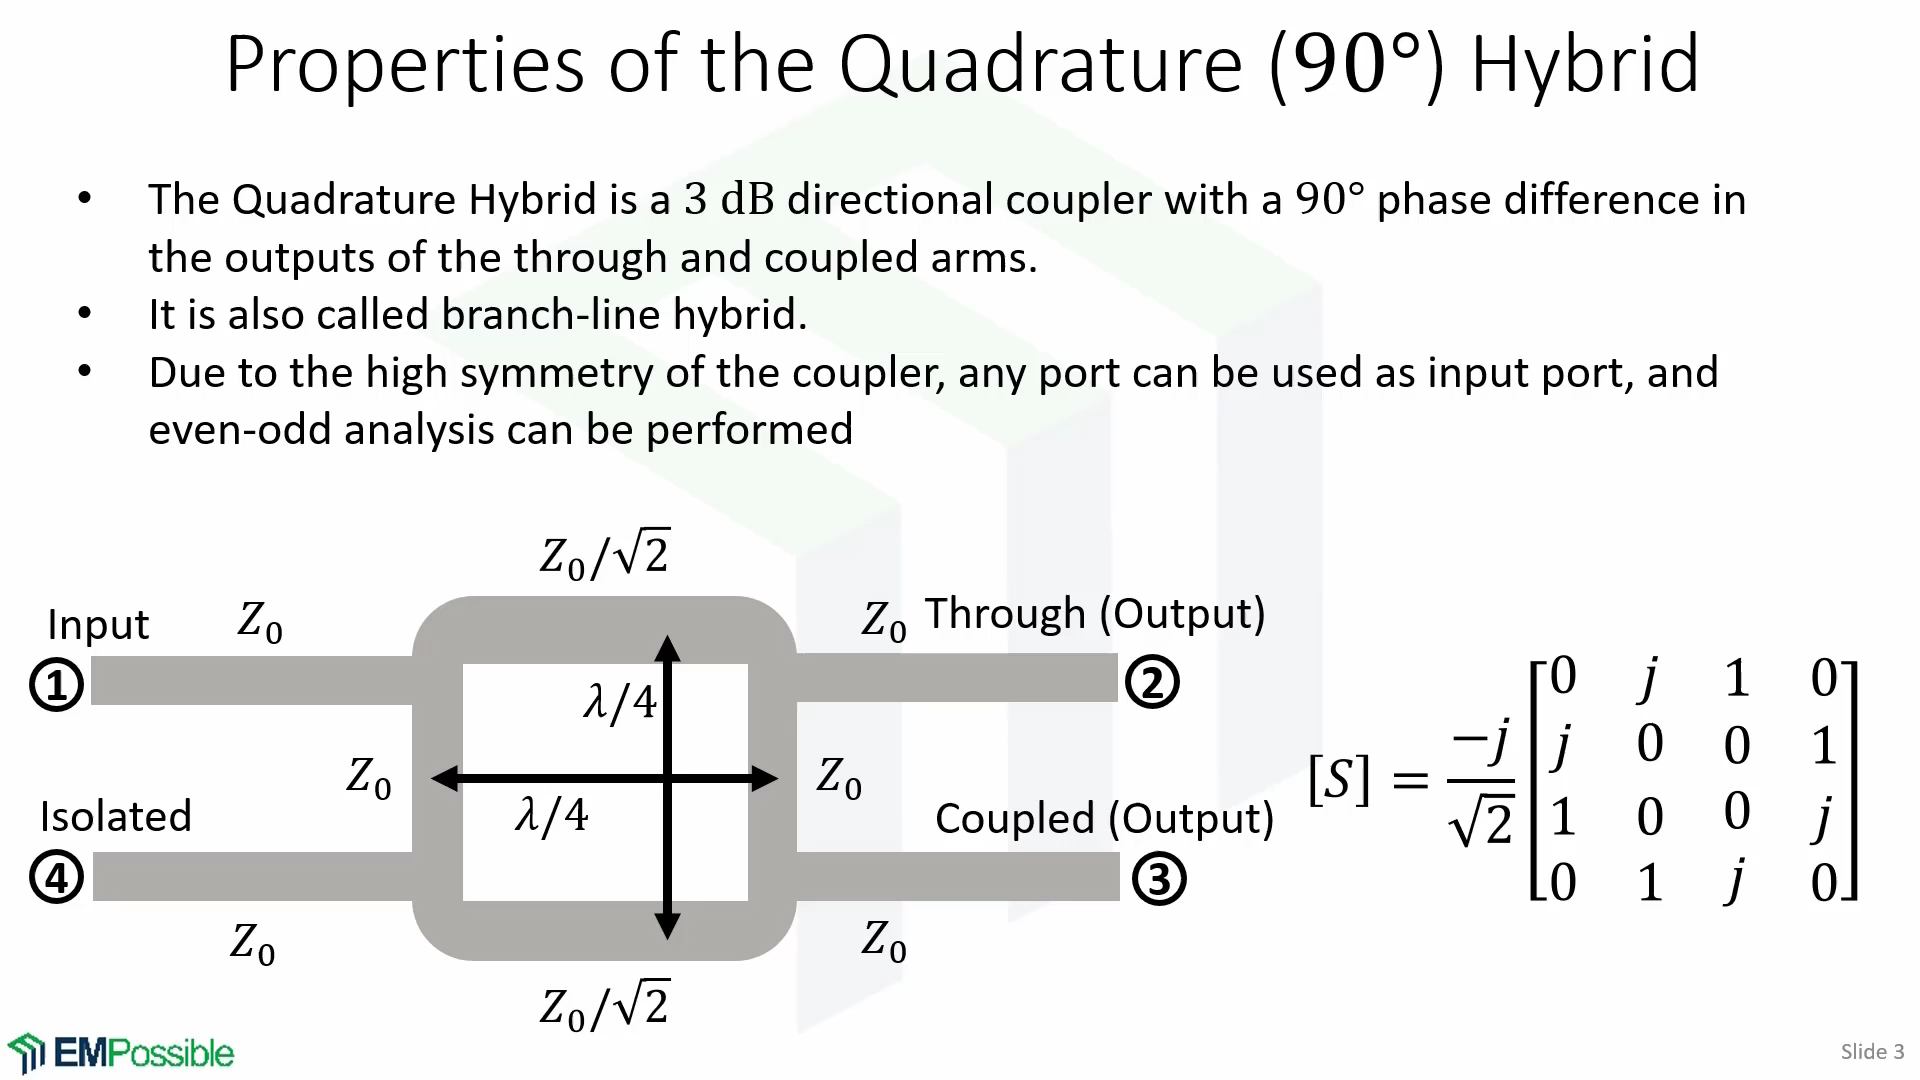 Properties of the Quadrature (90°) Hybrid
• The Quadrature Hybrid is a 3 dB directional coupler with a 90° phase difference in
the outputs of the through and coupled arms.
• It is also called branch-line hybrid.
• Due to the high symmetry of the coupler, any port can be used as input port, and
even-odd analysis can be performed
Z₀/√2
Input Z₀ Z₀ Through (Output)
① ②
λ/4
Z₀ Z₀
λ/4
Isolated Coupled (Output)
④ ③
Z₀ Z₀
Z₀/√2
[S] = −j/√2
[0 j 1 0]
[j 0 0 1]
[1 0 0 j]
[0 1 j 0]
EMPossible
Slide 3